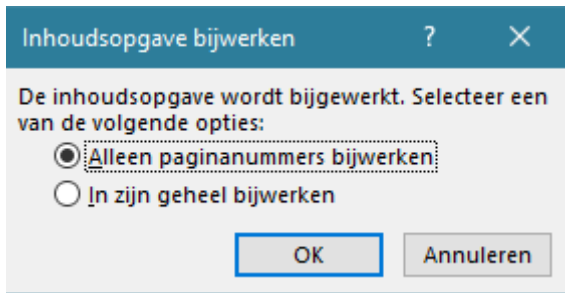 Inhoudsopgave bijwerken ?
De inhoudsopgave wordt bijgewerkt. Selecteer een
van de volgende opties:
Alleen paginanummers bijwerken
In zijn geheel bijwerken
OK Annuleren